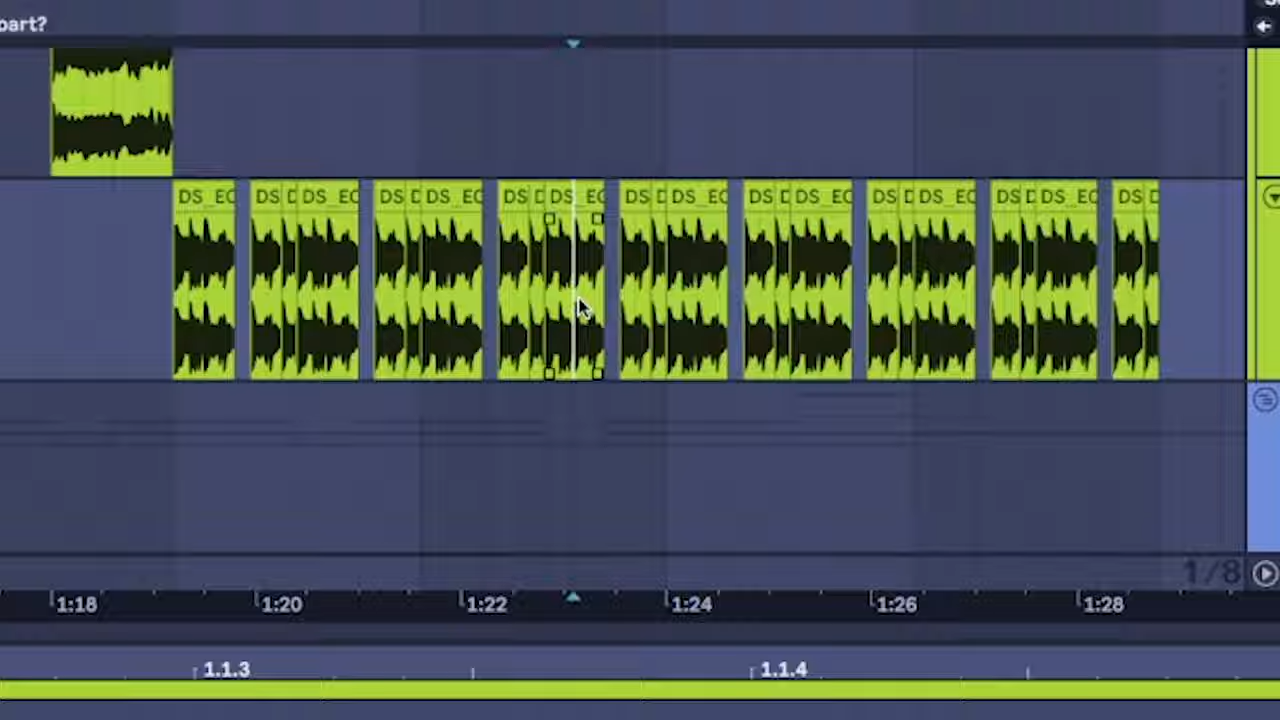 part?
DS_EC DS D DS_EC DS D DS_EC DS D DS_EC DS D DS_EC DS D DS_EC DS D DS_EC DS D DS_EC DS D
1/8
1:18 1:20 1:22 1:24 1:26 1:28
1.1.3 1.1.4